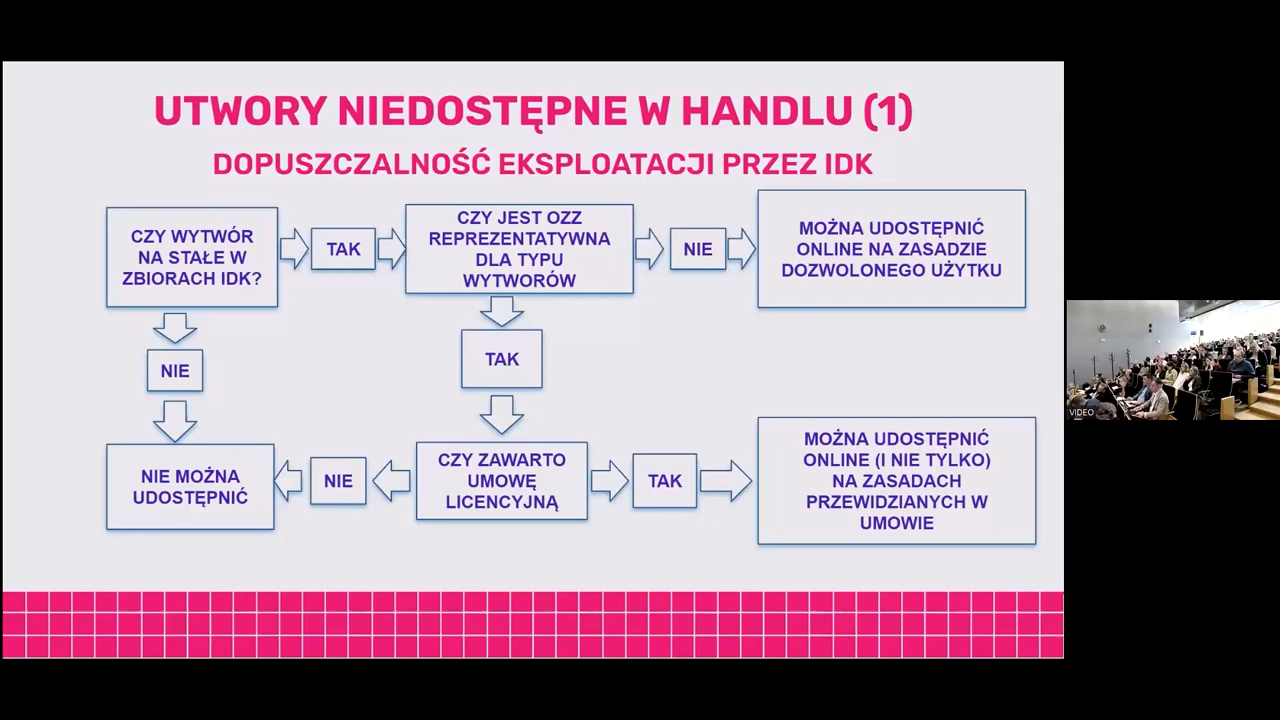 UTWORY NIEDOSTĘPNE W HANDLU (1)
DOPUSZCZALNOŚĆ EKSPLOATACJI PRZEZ IDK
CZY WYTWÓR
NA STAŁE W
ZBIORACH IDK?
TAK
CZY JEST OZZ
REPREZENTATYWNA
DLA TYPU
WYTWORÓW
NIE
MOŻNA UDOSTĘPNIĆ
ONLINE NA ZASADZIE
DOZWOLONEGO UŻYTKU
NIE
TAK
NIE MOŻNA
UDOSTĘPNIĆ
NIE
CZY ZAWARTO
UMOWĘ
LICENCYJNĄ
TAK
MOŻNA UDOSTĘPNIĆ
ONLINE (I NIE TYLKO)
NA ZASADACH
PRZEWIDZIANYCH W
UMOWIE
VIDEO